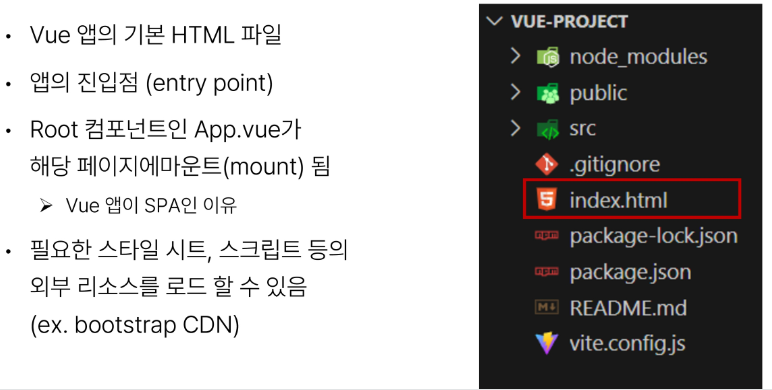 • Vue 앱의 기본 HTML 파일
• 앱의 진입점 (entry point)
• Root 컴포넌트인 App.vue가
해당 페이지에마운트(mount) 됨
➢ Vue 앱이 SPA인 이유
• 필요한 스타일 시트, 스크립트 등의
외부 리소스를 로드 할 수 있음
(ex. bootstrap CDN)
VUE-PROJECT
node_modules
public
src
.gitignore
index.html
package-lock.json
package.json
README.md
vite.config.js